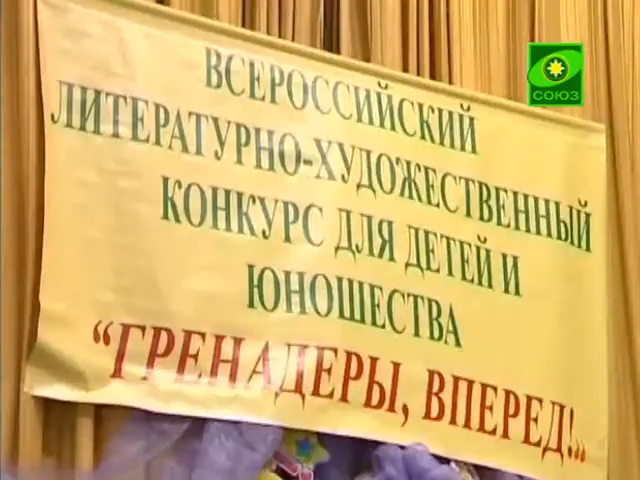 СОЮЗ
ВСЕРОССИЙСКИЙ
ЛИТЕРАТУРНО-ХУДОЖЕСТВЕННЫЙ
КОНКУРС ДЛЯ ДЕТЕЙ И
ЮНОШЕСТВА
“ГРЕНАДЕРЫ, ВПЕРЕД!„